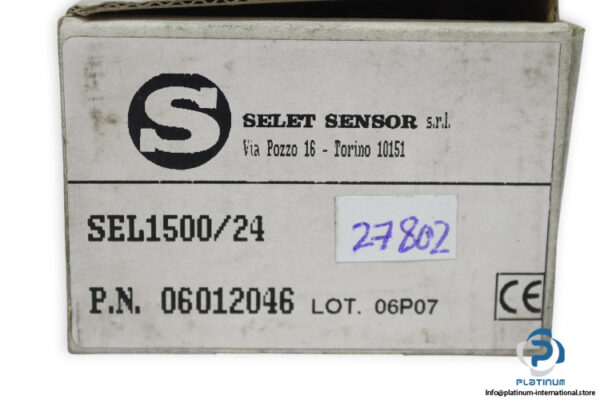 S
SELET SENSOR s.r.l.
Via Pozzo 16 - Torino 10151
SEL1500/24
27802
P.N. 06012046 LOT. 06P07
CE
PLATINUM
Info@platinum-international.store